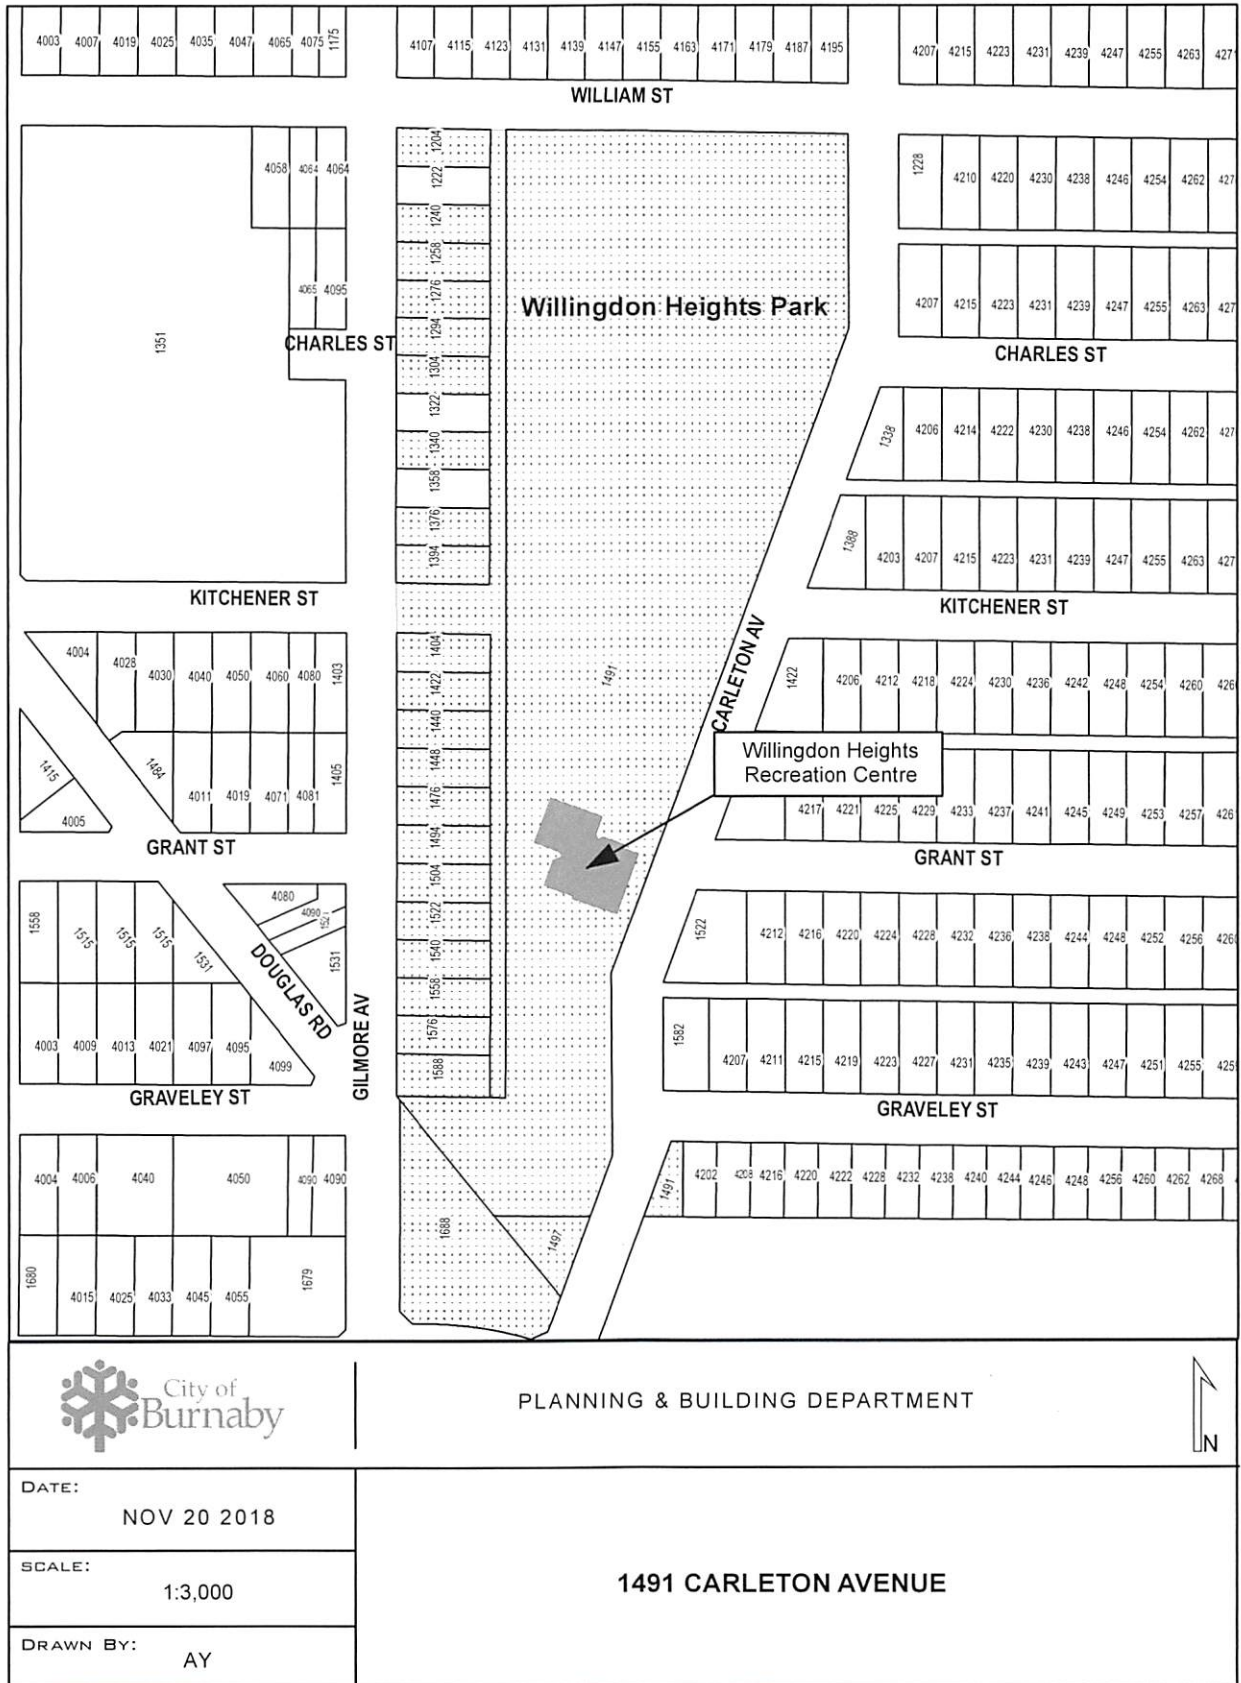 4003 4007 4019 4025 4035 4047 4065 4075 1175 4107 4115 4123 4131 4139 4147 4155 4163 4171 4179 4187 4195 4207 4215 4223 4231 4239 4247 4255 4263
WILLIAM ST
4058 4064 4064 1204 1228 4210 4220 4230 4238 4246 4254 4262
1222
1240
1258
4065 4095 1276 4207 4215 4223 4231 4239 4247 4255 4263
Willingdon Heights Park
1351 1294
CHARLES ST
CHARLES ST
1304
1322
1338 4206 4214 4222 4230 4238 4246 4254 4262
1340
1358
1376
1394 1388 4203 4207 4215 4223 4231 4239 4247 4255 4263
KITCHENER ST
KITCHENER ST
4004 4028 4030 4040 4050 4060 4080 1403 1404
1422 1491 CARLETON AV 1422 4206 4212 4218 4224 4230 4236 4242 4248 4254 4260
1440
1448
Willingdon Heights
Recreation Centre
1415 1484 4011 4019 4071 4081 1405 1476 4217 4221 4225 4229 4233 4237 4241 4245 4249 4253 4257
4005
1494
GRANT ST
GRANT ST
1504
4080
4090
1558 1515 1515 1515 1531 1531 1522 1522 4212 4216 4220 4224 4228 4232 4236 4238 4244 4248 4252 4256
1540
DOUGLAS RD
1558
GILMORE AV
4003 4009 4013 4021 4097 4095 4099 1576 1582 4207 4211 4215 4219 4223 4227 4231 4235 4239 4243 4247 4251 4255
1588
GRAVELEY ST
GRAVELEY ST
4004 4006 4040 4050 4090 4090 1491 4202 4208 4216 4220 4222 4228 4232 4238 4240 4244 4246 4248 4256 4260 4262 4268
1688 1497
1680 4015 4025 4033 4045 4055 1679
City of
Burnaby
PLANNING & BUILDING DEPARTMENT
N
DATE:
NOV 20 2018
SCALE:
1:3,000
1491 CARLETON AVENUE
DRAWN BY:
AY